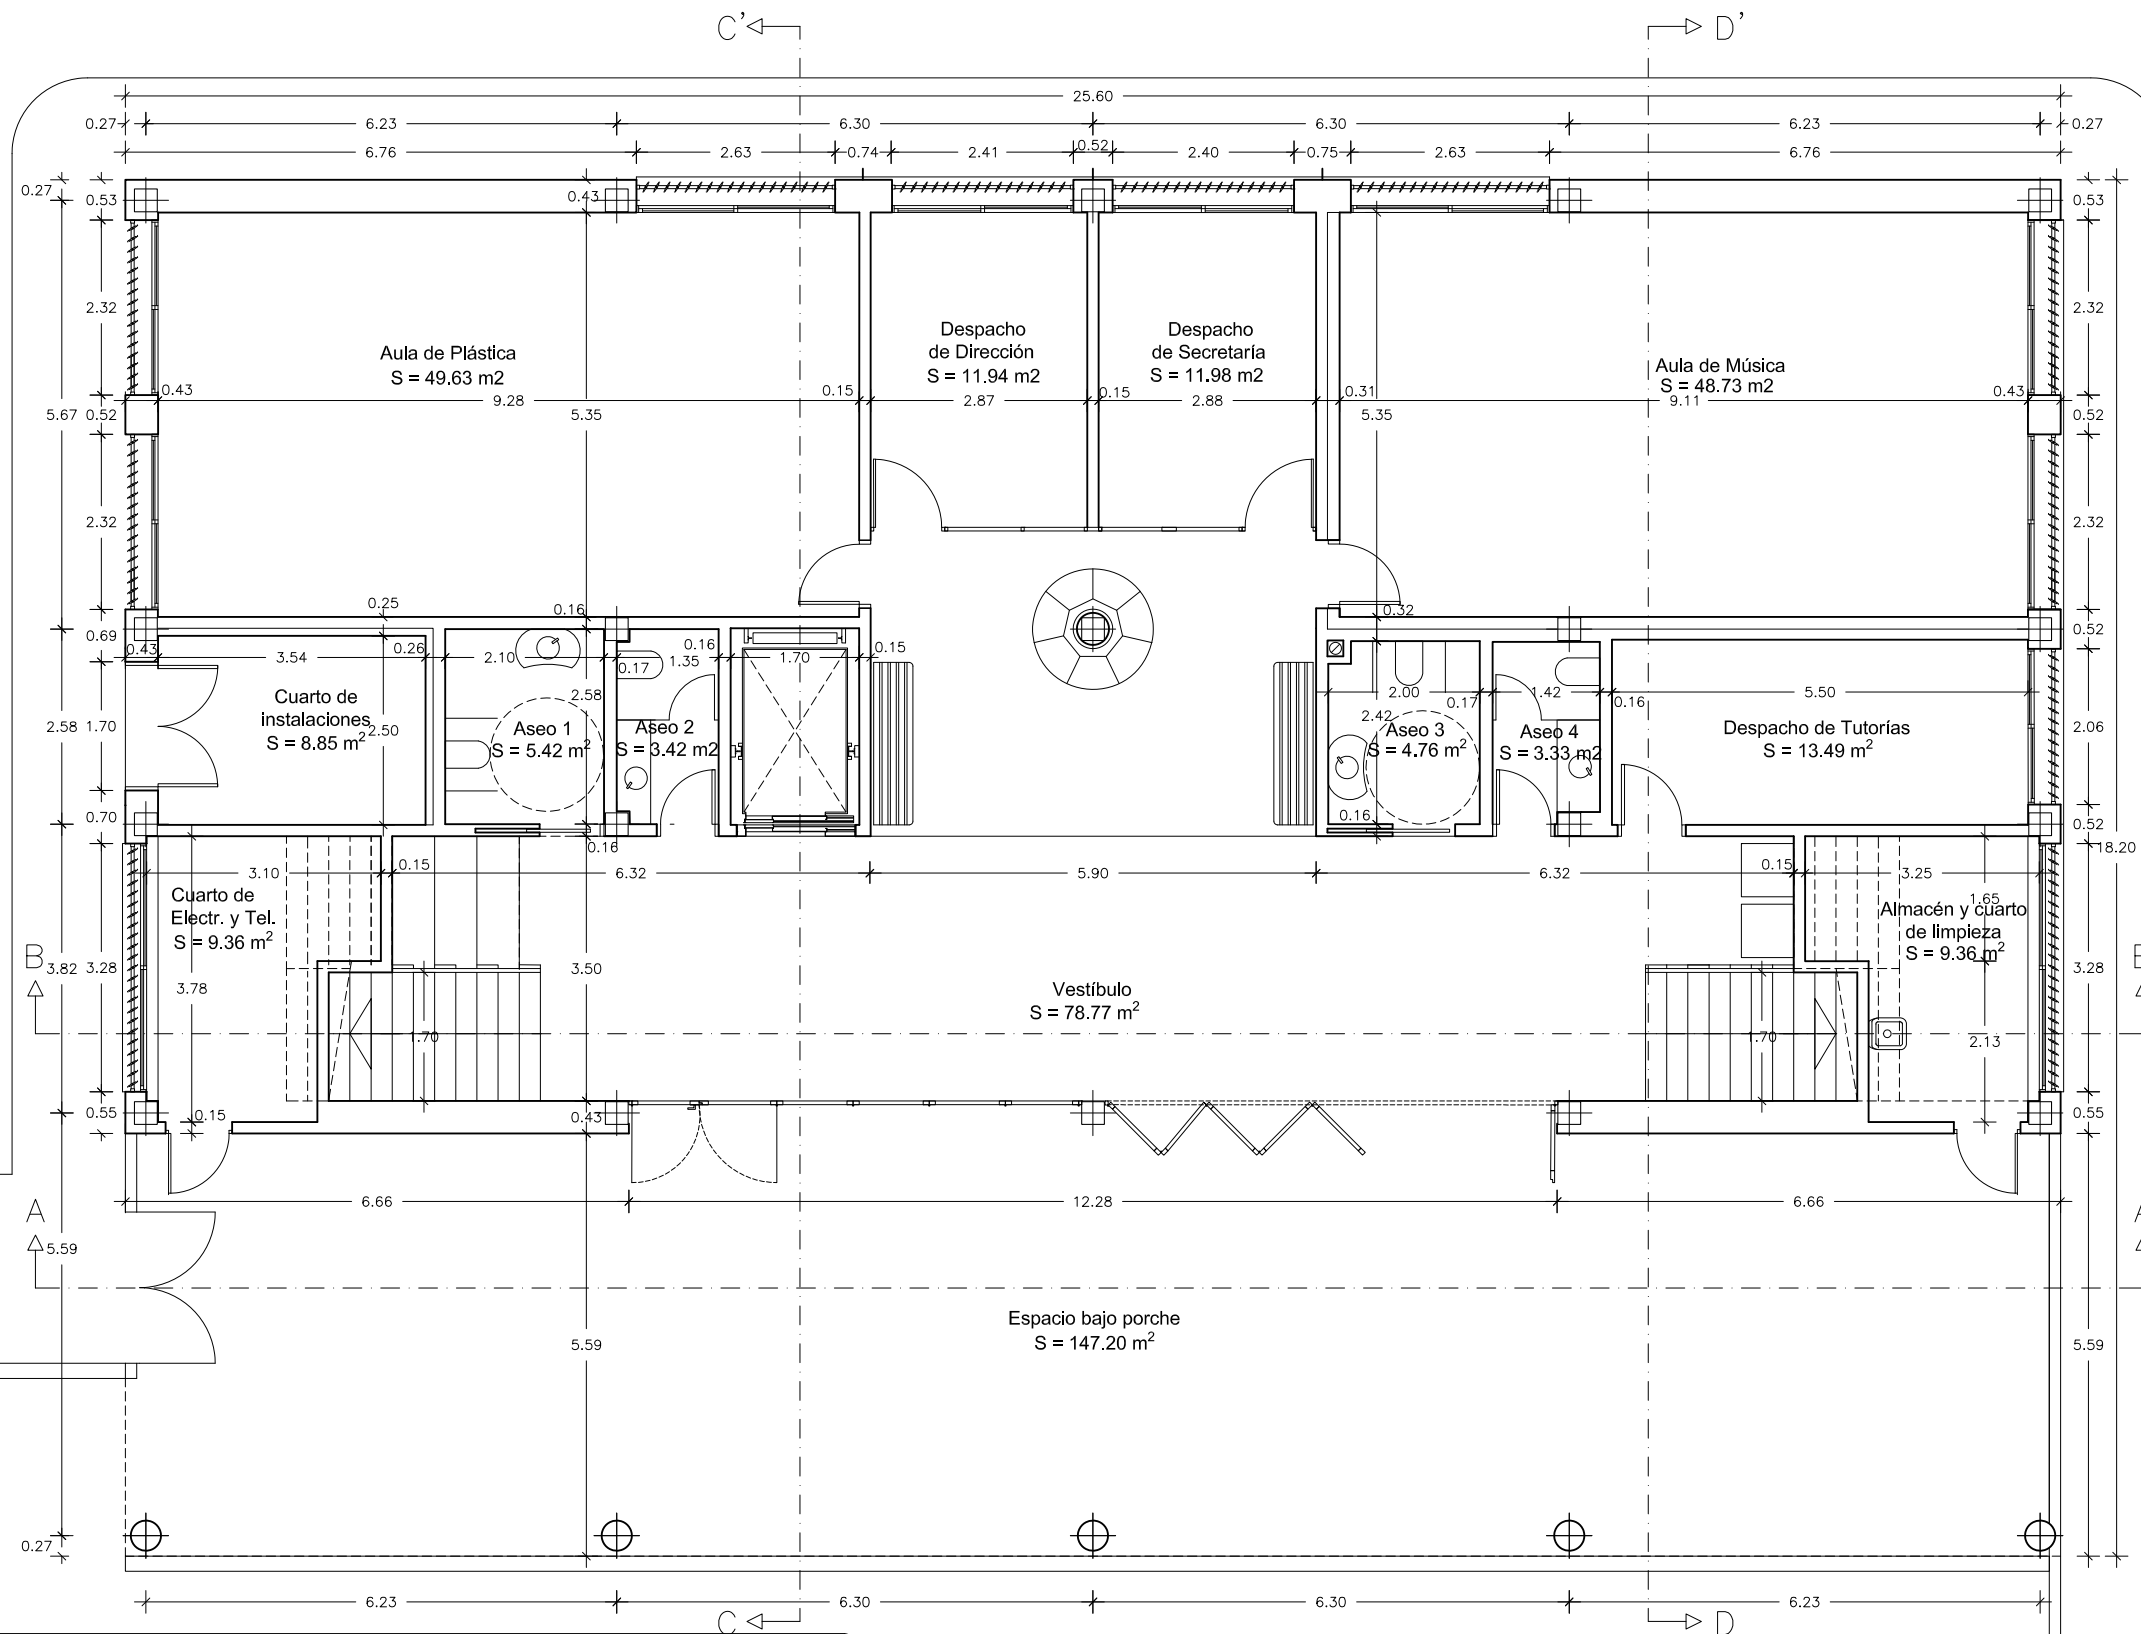 C' D'
25.60
0.27 6.23 6.30 6.30 6.23 0.27
6.76 2.63 0.74 2.41 0.52 2.40 0.75 2.63 6.76
0.27 0.53 0.43 0.53
2.32 2.32
Aula de Plástica
S = 49.63 m2
Despacho
de Dirección
S = 11.94 m2
Despacho
de Secretaría
S = 11.98 m2
Aula de Música
S = 48.73 m2
0.43 0.15 0.15 0.31 0.43
9.28 2.87 2.88 9.11
5.67 0.52 5.35 5.35 0.52
2.32 2.32
0.25 0.16 0.32
0.69 0.52
0.43 3.54 0.26 2.10 0.17 1.35 0.16 1.70 0.15
2.00 0.17 1.42 0.16 5.50
2.58 1.70 2.50 2.58 2.42 2.06
Cuarto de
instalaciones
S = 8.85 m²
Aseo 1
S = 5.42 m²
Aseo 2
S = 3.42 m2
Aseo 3
S = 4.76 m²
Aseo 4
S = 3.33 m2
Despacho de Tutorías
S = 13.49 m²
0.70 0.16 0.16 0.52
18.20
3.10 0.15 6.32 5.90 6.32 0.15 3.25
Cuarto de
Electr. y Tel.
S = 9.36 m²
1.65
Almacén y cuarto
de limpieza
S = 9.36 m²
B
3.82 3.28 3.78 3.50 3.28
Vestíbulo
S = 78.77 m²
1.70 1.70 2.13
0.55 0.15 0.43 0.55
6.66 12.28 6.66
A
5.59
Espacio bajo porche
S = 147.20 m²
5.59 5.59
0.27
6.23 6.30 6.30 6.23
C D